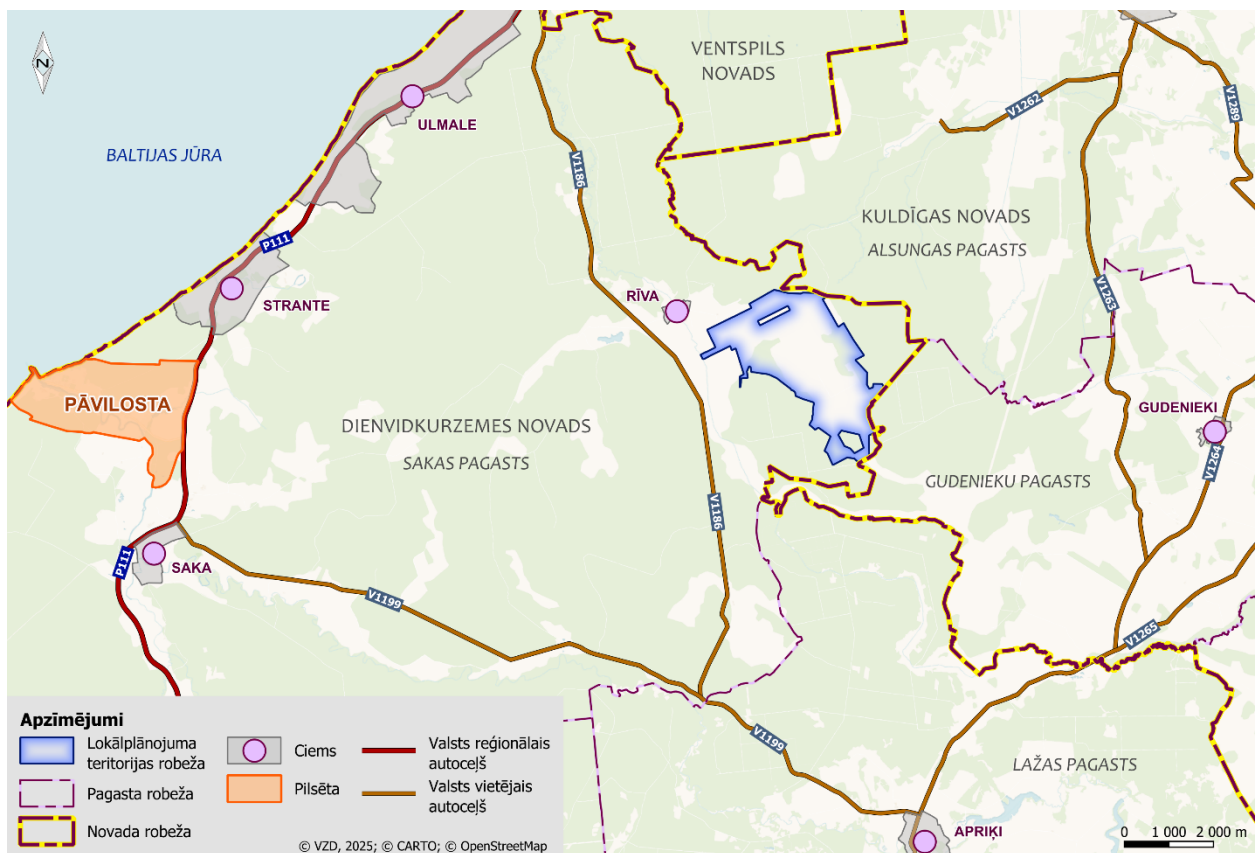 N
VENTSPILS
NOVADS
ULMALE
V1262
V1289
BALTIJAS JŪRA
V1186
P111
KULDĪGAS NOVADS
ALSUNGAS PAGASTS
STRANTE
RĪVA
V1263
PĀVILOSTA
DIENVIDKURZEMES NOVADS
SAKAS PAGASTS
GUDENIEKI
V1264
GUDENIEKU PAGASTS
V1186
P111
SAKA
V1199
V1265
V1199
LAŽAS PAGASTS
APRIĶI
Apzīmējumi
Lokālplānojuma
teritorijas robeža
Pagasta robeža
Novada robeža
Ciems
Pilsēta
Valsts reģionālais
autoceļš
Valsts vietējais
autoceļš
© VZD, 2025; © CARTO; © OpenStreetMap
0 1 000 2 000 m